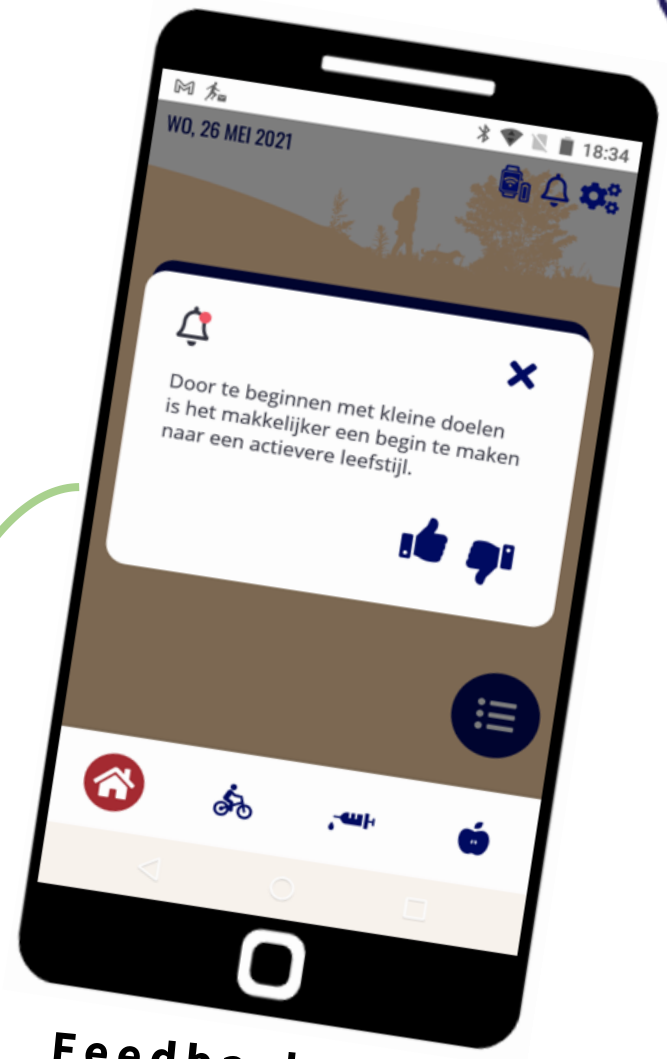 18:34
WO, 26 MEI 2021
Door te beginnen met kleine doelen
is het makkelijker een begin te maken
naar een actievere leefstijl.